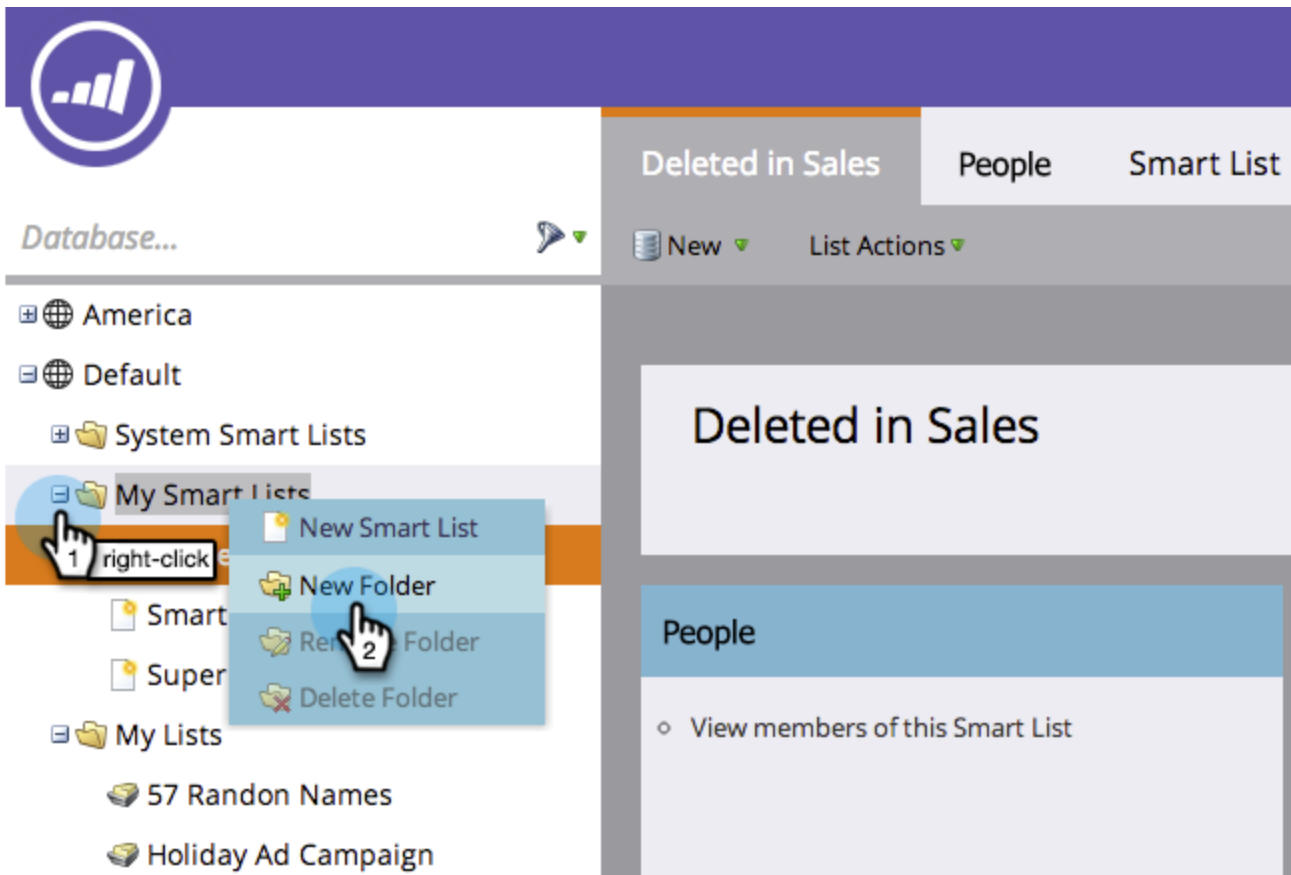 Deleted in Sales People Smart List
Database...
New List Actions
America
Default
System Smart Lists
My Smart Lists
Deleted in Sales
New Smart List
1 right-click
New Folder
Smart
2
Folder
People
Super
Delete Folder
View members of this Smart List
My Lists
57 Randon Names
Holiday Ad Campaign